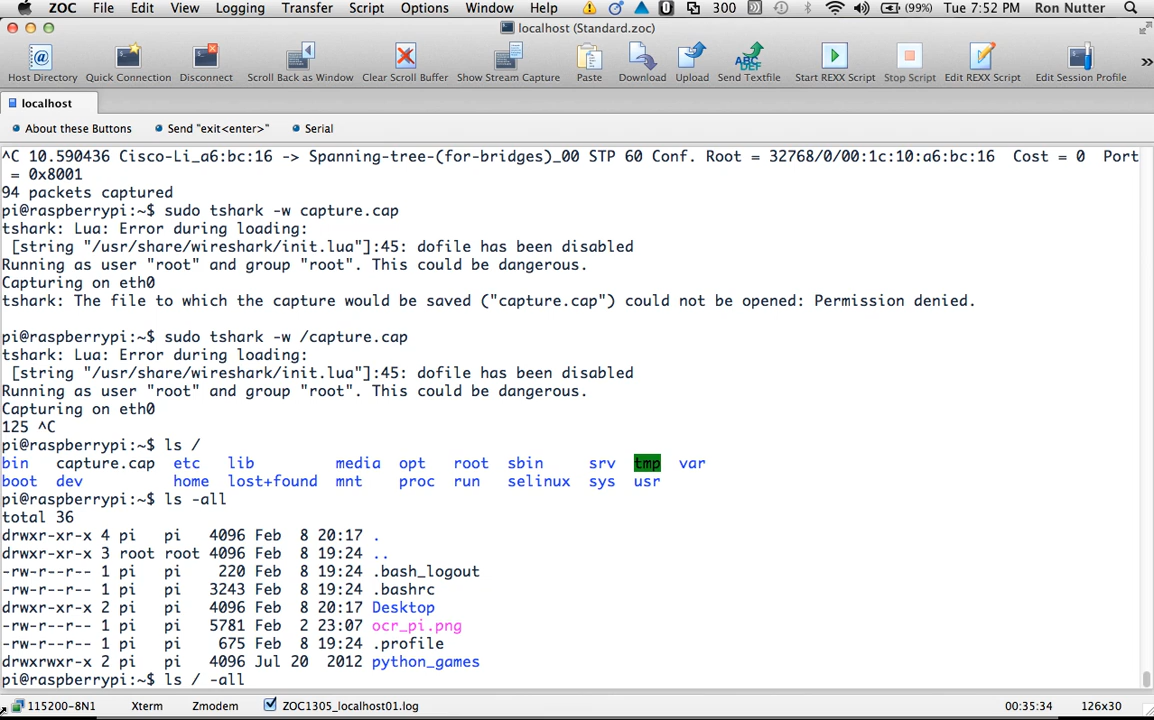 ZOC File Edit View Logging Transfer Script Options Window Help 300 (99%) Tue 7:52 PM Ron Nutter
localhost (Standard.zoc)
Host Directory Quick Connection Disconnect Scroll Back as Window Clear Scroll Buffer Show Stream Capture Paste Download Upload Send Textfile Start REXX Script Stop Script Edit REXX Script Edit Session Profile »
localhost
About these Buttons Send "exit<enter>" Serial
^C 10.590436 Cisco-Li_a6:bc:16 -> Spanning-tree-(for-bridges)_00 STP 60 Conf. Root = 32768/0/00:1c:10:a6:bc:16  Cost = 0  Port
= 0x8001
94 packets captured
pi@raspberrypi:~$ sudo tshark -w capture.cap
tshark: Lua: Error during loading:
 [string "/usr/share/wireshark/init.lua"]:45: dofile has been disabled
Running as user "root" and group "root". This could be dangerous.
Capturing on eth0
tshark: The file to which the capture would be saved ("capture.cap") could not be opened: Permission denied.
pi@raspberrypi:~$ sudo tshark -w /capture.cap
tshark: Lua: Error during loading:
 [string "/usr/share/wireshark/init.lua"]:45: dofile has been disabled
Running as user "root" and group "root". This could be dangerous.
Capturing on eth0
125 ^C
pi@raspberrypi:~$ ls /
bin   capture.cap  etc   lib         media  opt   root  sbin     srv  tmp  var
boot  dev          home  lost+found  mnt    proc  run   selinux  sys  usr
pi@raspberrypi:~$ ls -all
total 36
drwxr-xr-x 4 pi   pi   4096 Feb  8 20:17 .
drwxr-xr-x 3 root root 4096 Feb  8 19:24 ..
-rw-r--r-- 1 pi   pi    220 Feb  8 19:24 .bash_logout
-rw-r--r-- 1 pi   pi   3243 Feb  8 19:24 .bashrc
drwxr-xr-x 2 pi   pi   4096 Feb  8 20:17 Desktop
-rw-r--r-- 1 pi   pi   5781 Feb  2 23:07 ocr_pi.png
-rw-r--r-- 1 pi   pi    675 Feb  8 19:24 .profile
drwxrwxr-x 2 pi   pi   4096 Jul 20  2012 python_games
pi@raspberrypi:~$ ls / -all
115200-8N1 Xterm Zmodem ZOC1305_localhost01.log 00:35:34 126x30